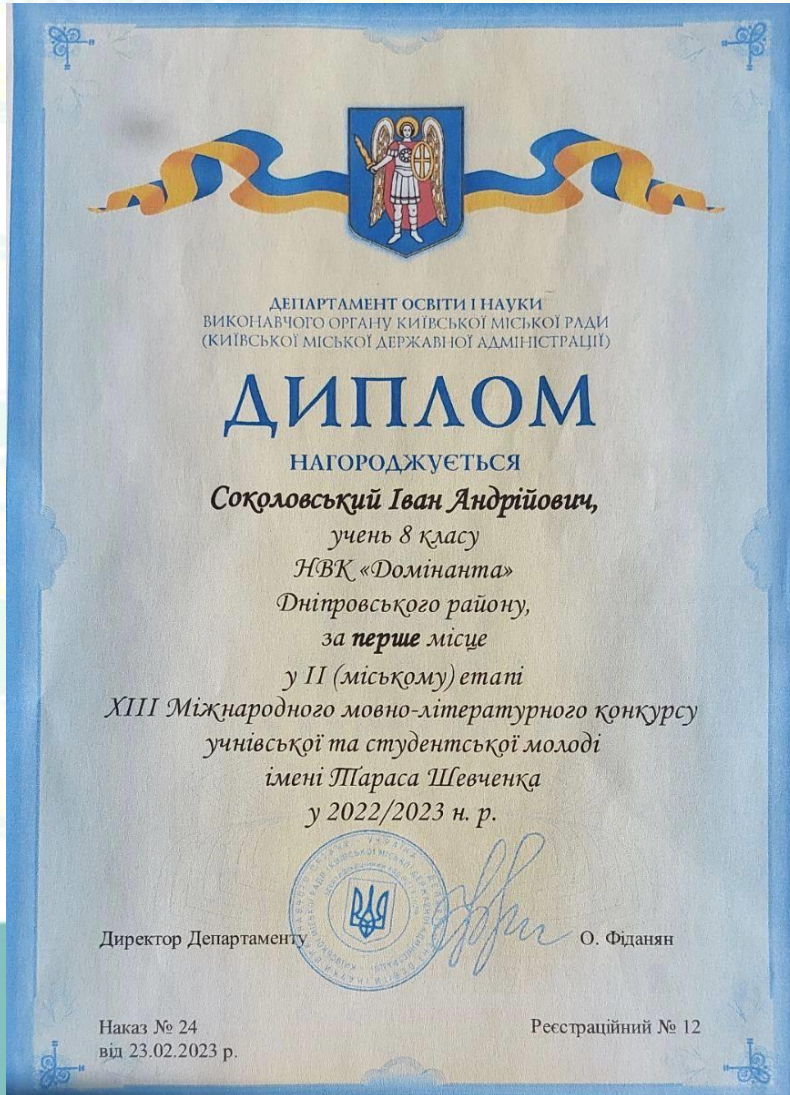 ДЕПАРТАМЕНТ ОСВІТИ І НАУКИ
ВИКОНАВЧОГО ОРГАНУ КИЇВСЬКОЇ МІСЬКОЇ РАДИ
(КИЇВСЬКОЇ МІСЬКОЇ ДЕРЖАВНОЇ АДМІНІСТРАЦІЇ)
ДИПЛОМ
НАГОРОДЖУЄТЬСЯ
Соколовський Іван Андрійович,
учень 8 класу
НВК «Домінанта»
Дніпровського району,
за перше місце
у ІІ (міському) етапі
ХІІІ Міжнародного мовно-літературного конкурсу
учнівської та студентської молоді
імені Тараса Шевченка
у 2022/2023 н. р.
Директор Департаменту О. Фіданян
Наказ № 24 Реєстраційний № 12
від 23.02.2023 р.